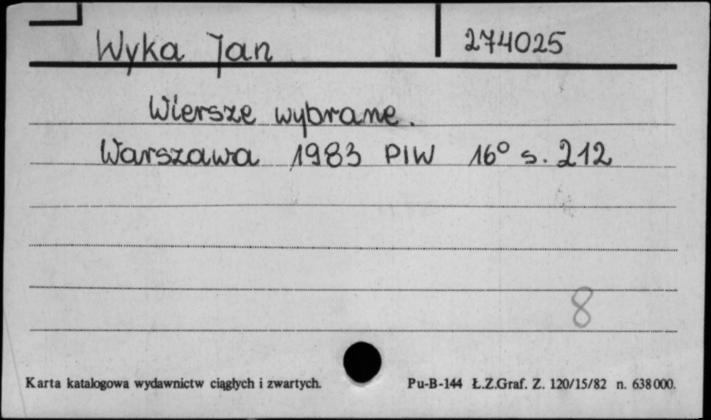 Wyka Jan 274025
Wiersze wybrane.
Warszawa 1983 PIW 16° s. 212
8
Karta katalogowa wydawnictw ciągłych i zwartych. Pu-B-144 Ł.Z.Graf. Z. 120/15/82 n. 638000.